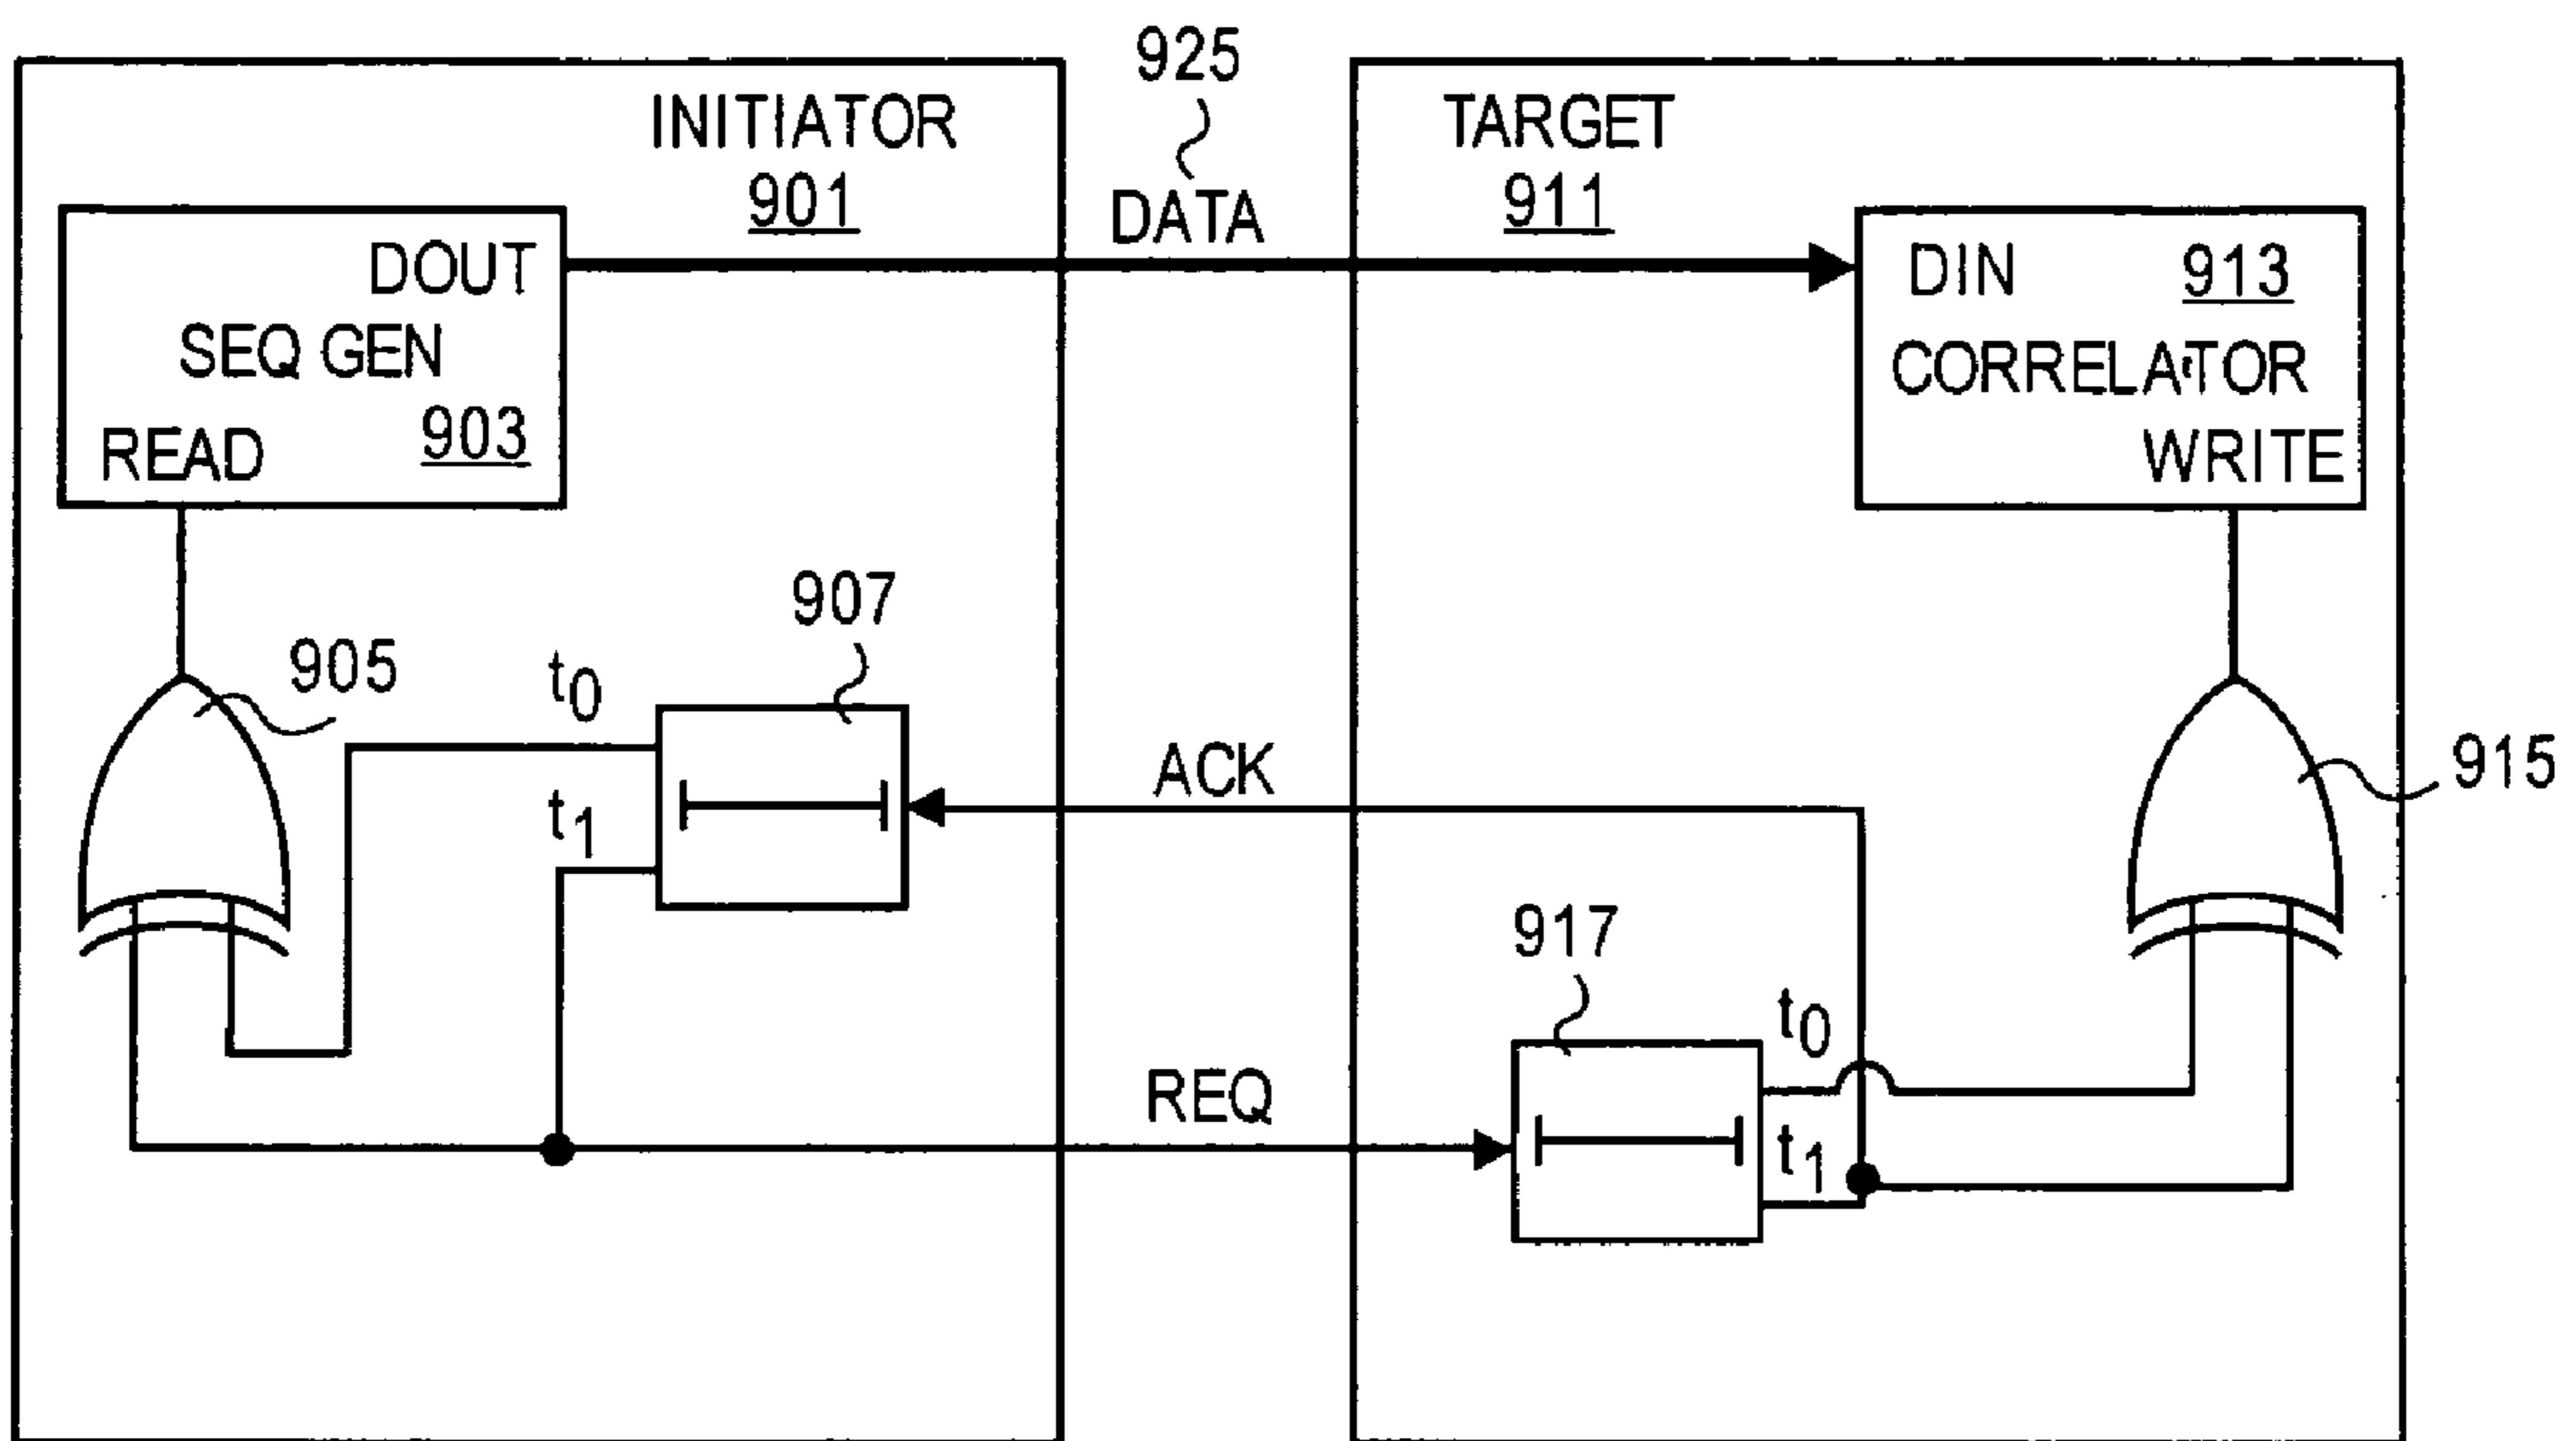 925
INITIATOR
901
DATA
TARGET
911
DOUT
SEQ GEN
903
READ
DIN
913
CORRELATOR
WRITE
905
907
t0
t1
ACK
915
917
t0
t1
REQ